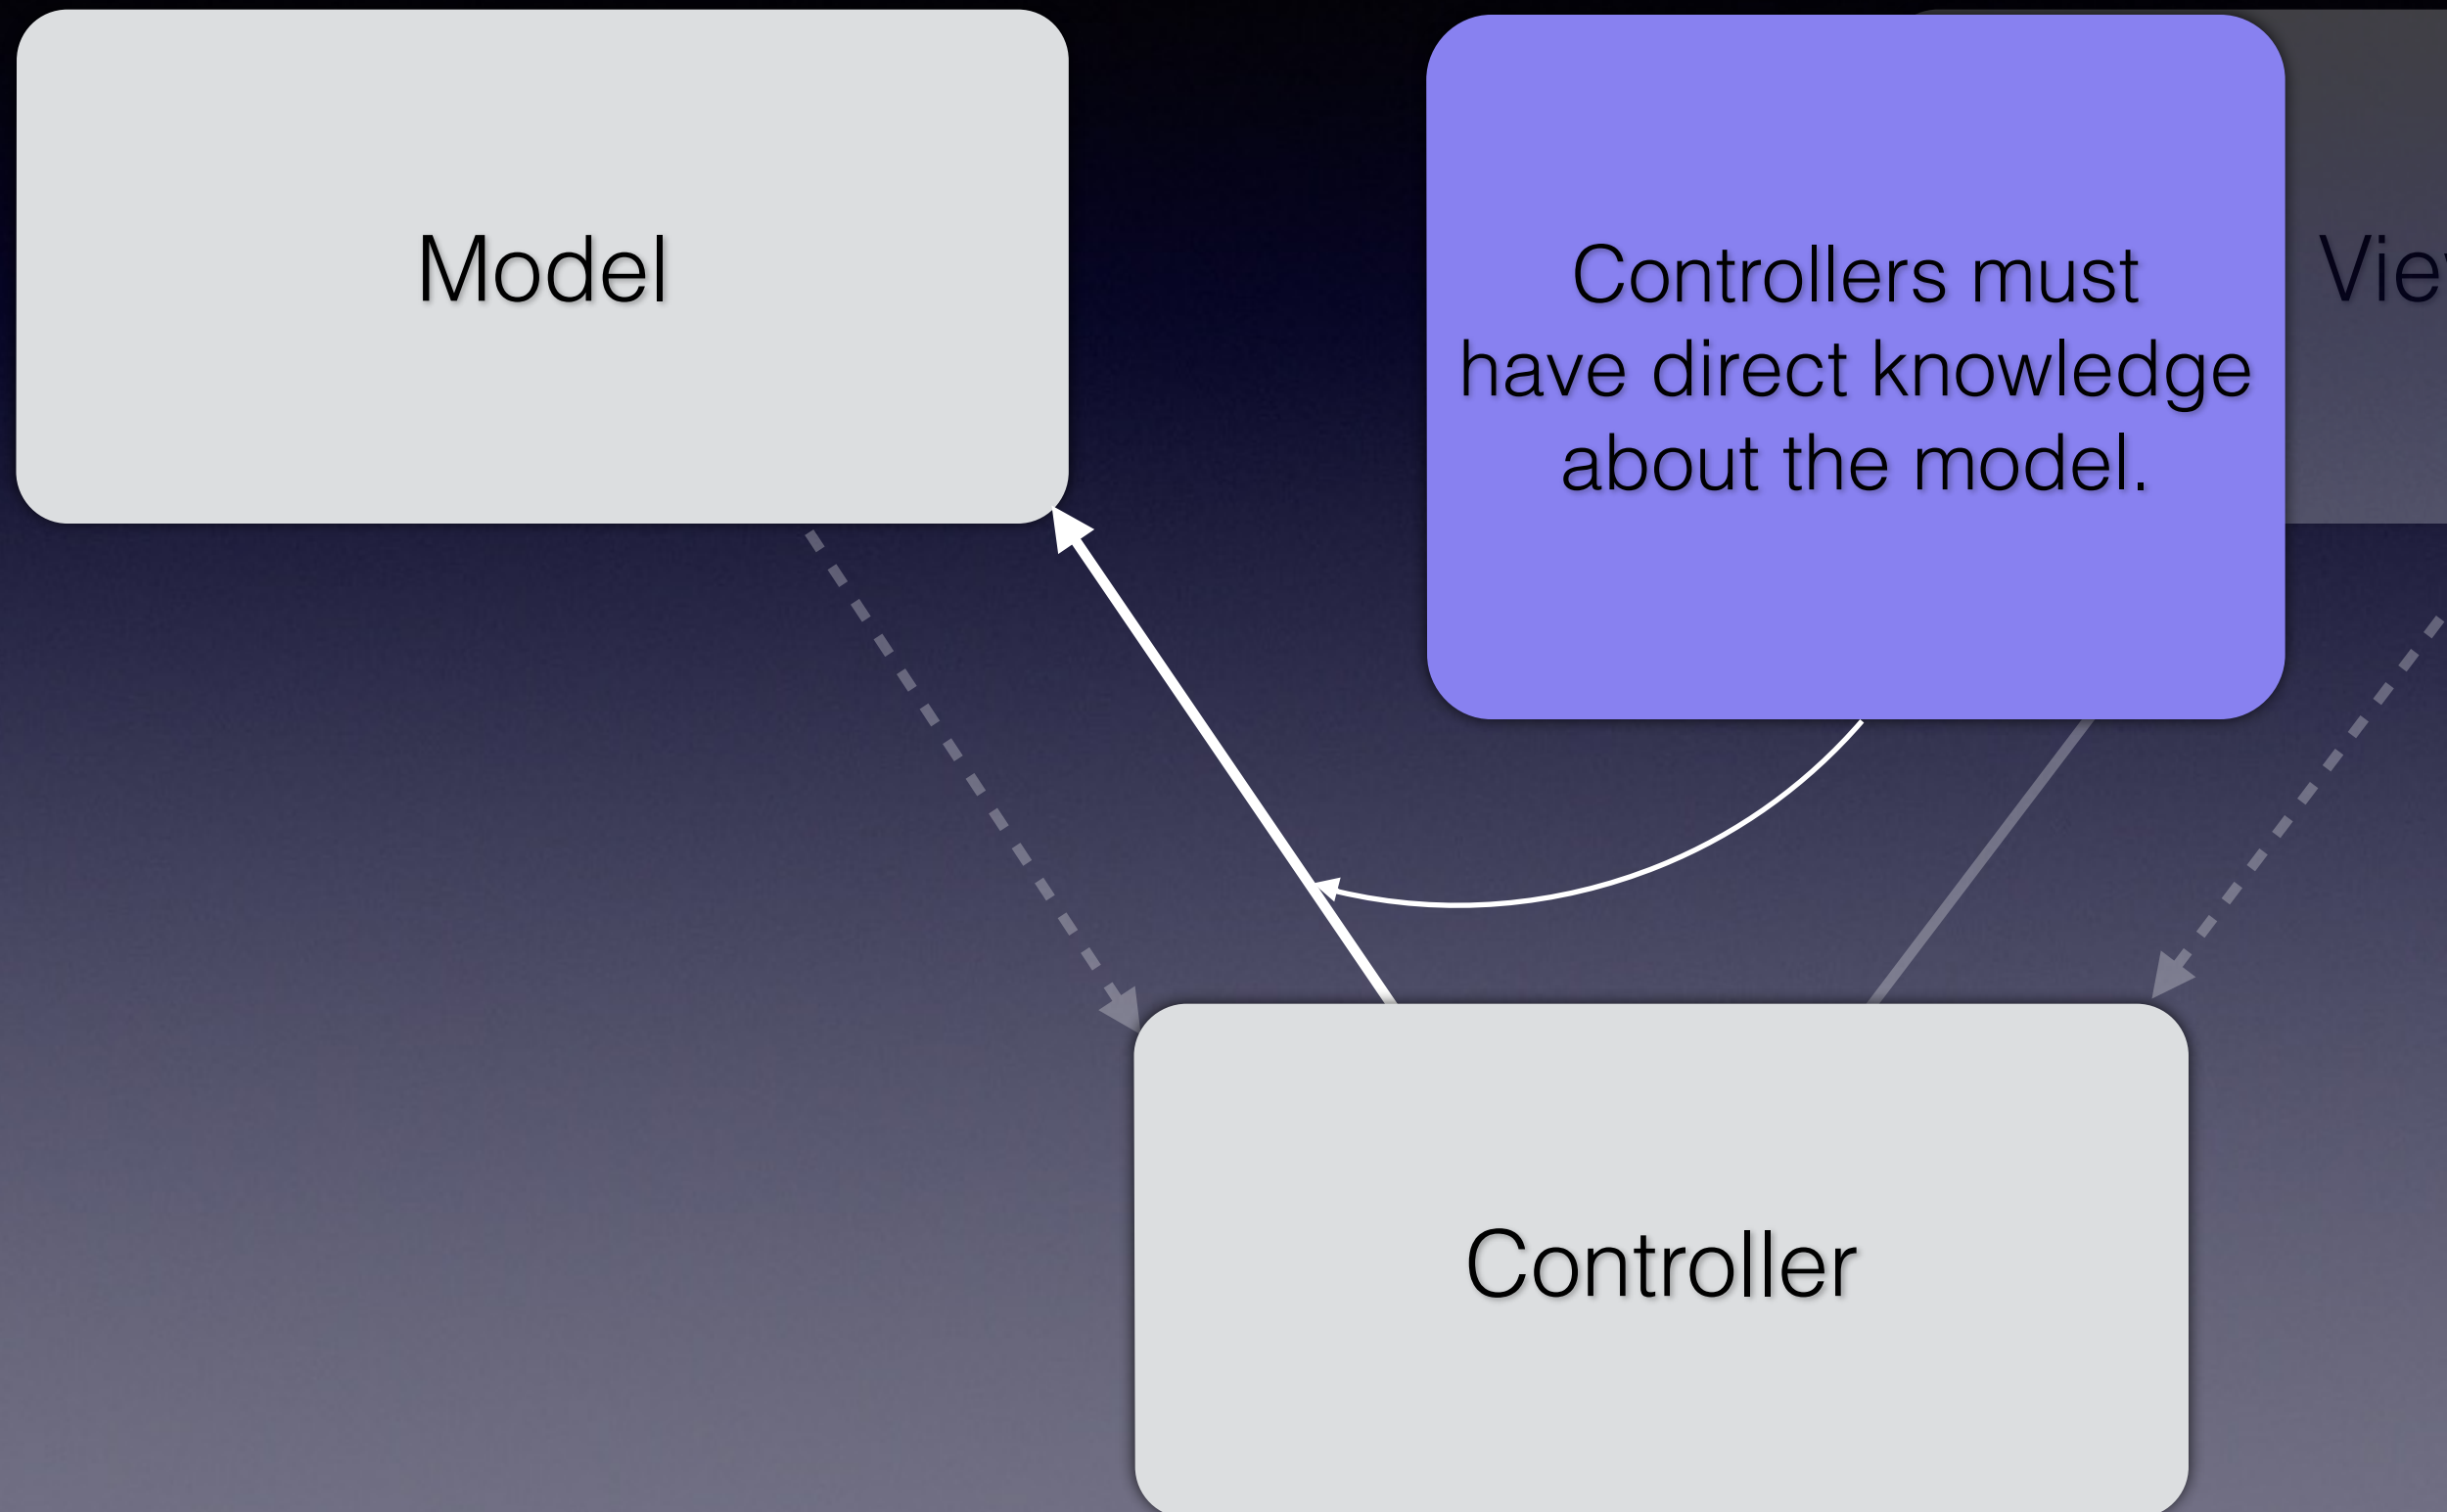 Model
Controllers must
have direct knowledge
about the model.
Controller